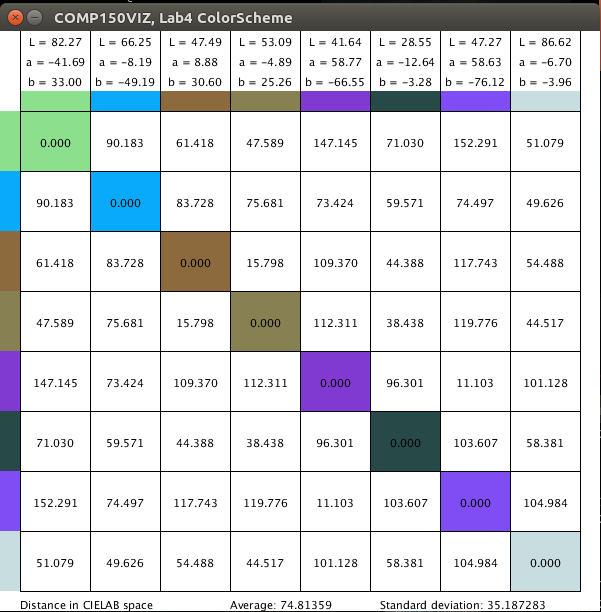 COMP150VIZ, Lab4 ColorScheme
L = 82.27 L = 66.25 L = 47.49 L = 53.09 L = 41.64 L = 28.55 L = 47.27 L = 86.62
a = -41.69 a = -8.19 a = 8.88 a = -4.89 a = 58.77 a = -12.64 a = 58.63 a = -6.70
b = 33.00 b = -49.19 b = 30.60 b = 25.26 b = -66.55 b = -3.28 b = -76.12 b = -3.96
0.000 90.183 61.418 47.589 147.145 71.030 152.291 51.079
90.183 0.000 83.728 75.681 73.424 59.571 74.497 49.626
61.418 83.728 0.000 15.798 109.370 44.388 117.743 54.488
47.589 75.681 15.798 0.000 112.311 38.438 119.776 44.517
147.145 73.424 109.370 112.311 0.000 96.301 11.103 101.128
71.030 59.571 44.388 38.438 96.301 0.000 103.607 58.381
152.291 74.497 117.743 119.776 11.103 103.607 0.000 104.984
51.079 49.626 54.488 44.517 101.128 58.381 104.984 0.000
Distance in CIELAB space Average: 74.81359 Standard deviation: 35.187283